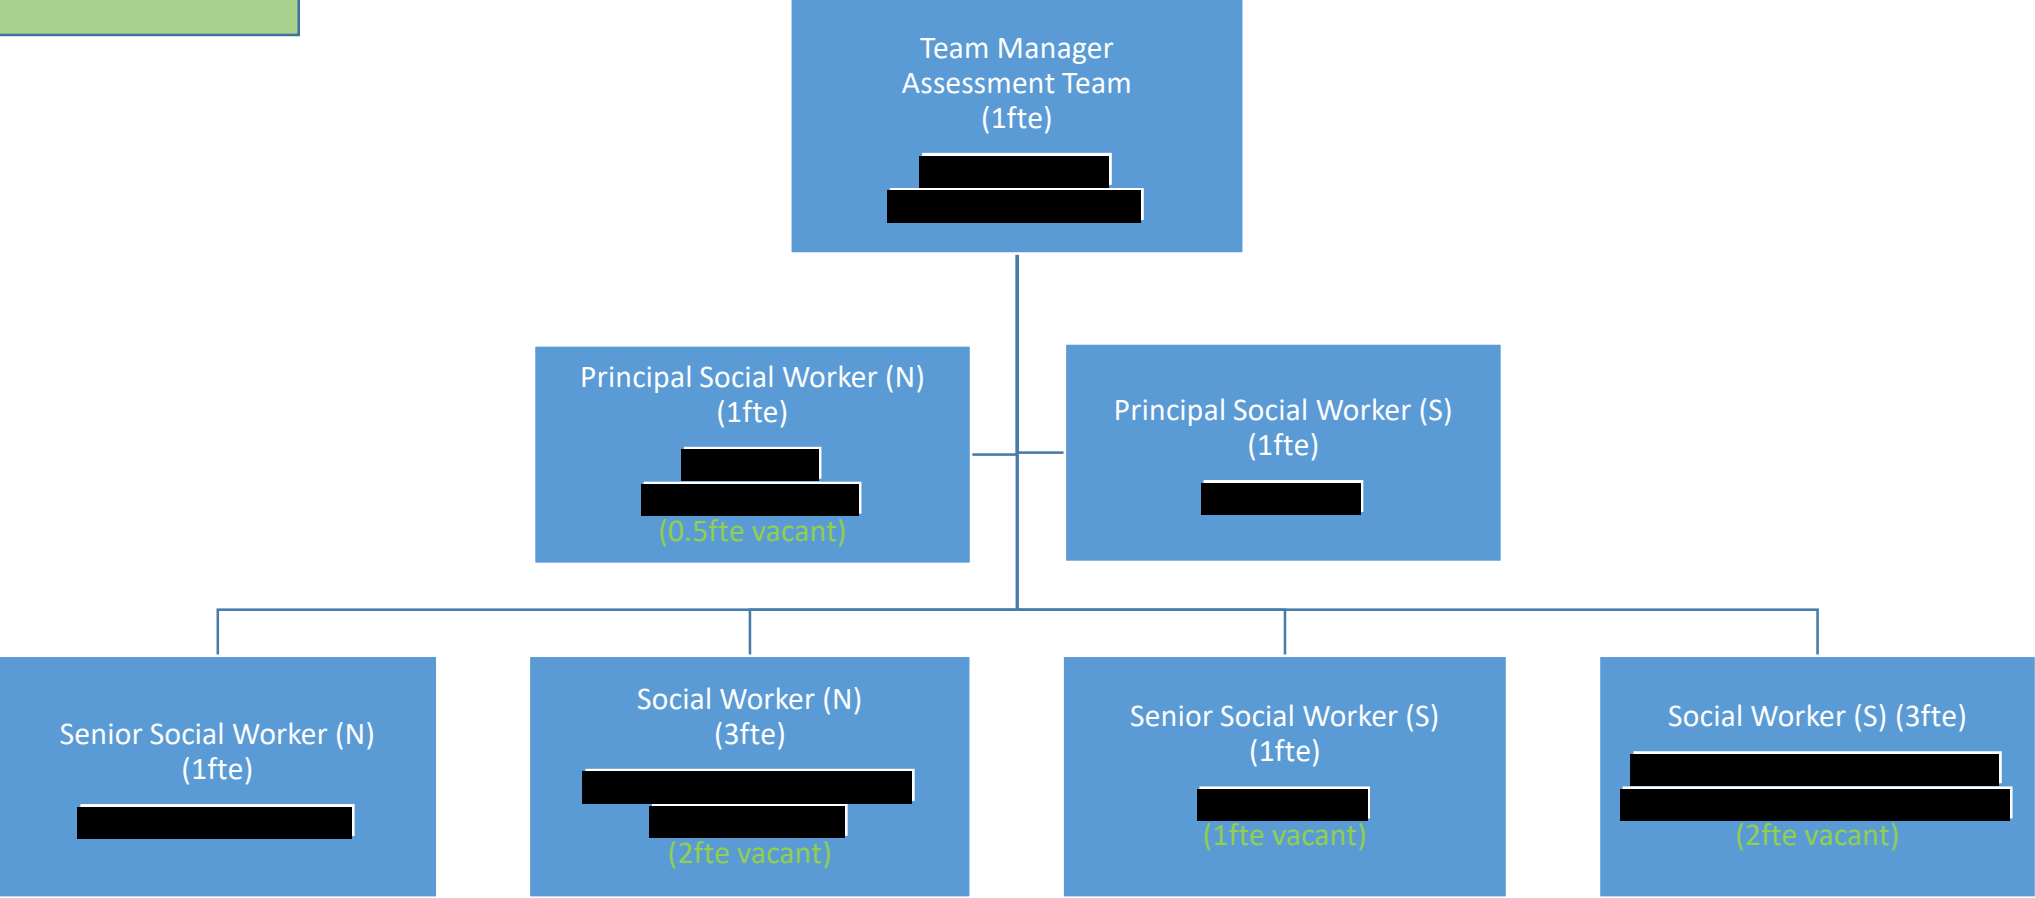 Team Manager
Assessment Team
(1fte)
Principal Social Worker (N)
(1fte)
(0.5fte vacant)
Principal Social Worker (S)
(1fte)
Senior Social Worker (N)
(1fte)
Social Worker (N)
(3fte)
(2fte vacant)
Senior Social Worker (S)
(1fte)
(1fte vacant)
Social Worker (S) (3fte)
(2fte vacant)